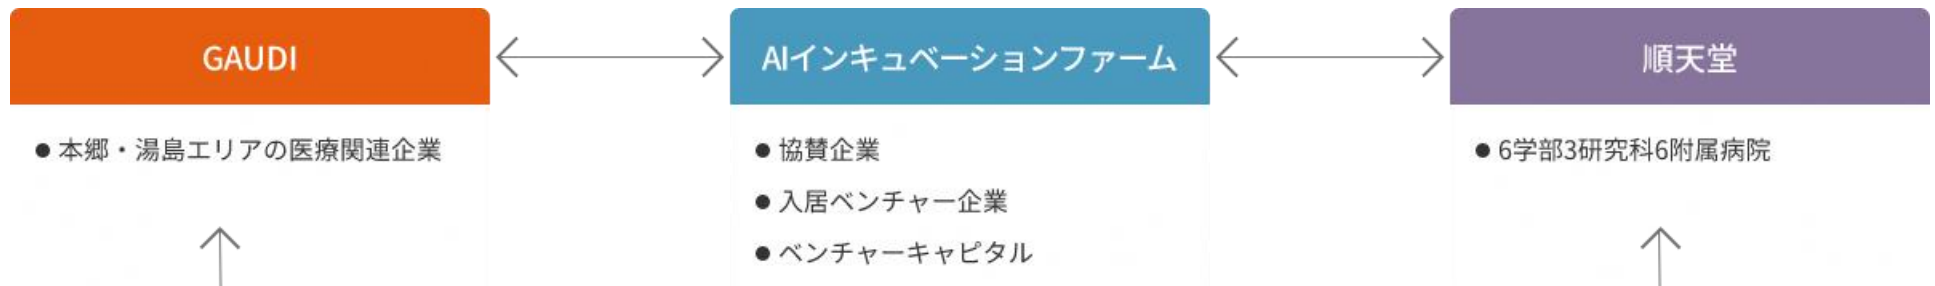 GAUDI
● 本郷・湯島エリアの医療関連企業
AIインキュベーションファーム
● 協賛企業
● 入居ベンチャー企業
● ベンチャーキャピタル
順天堂
● 6学部3研究科6附属病院